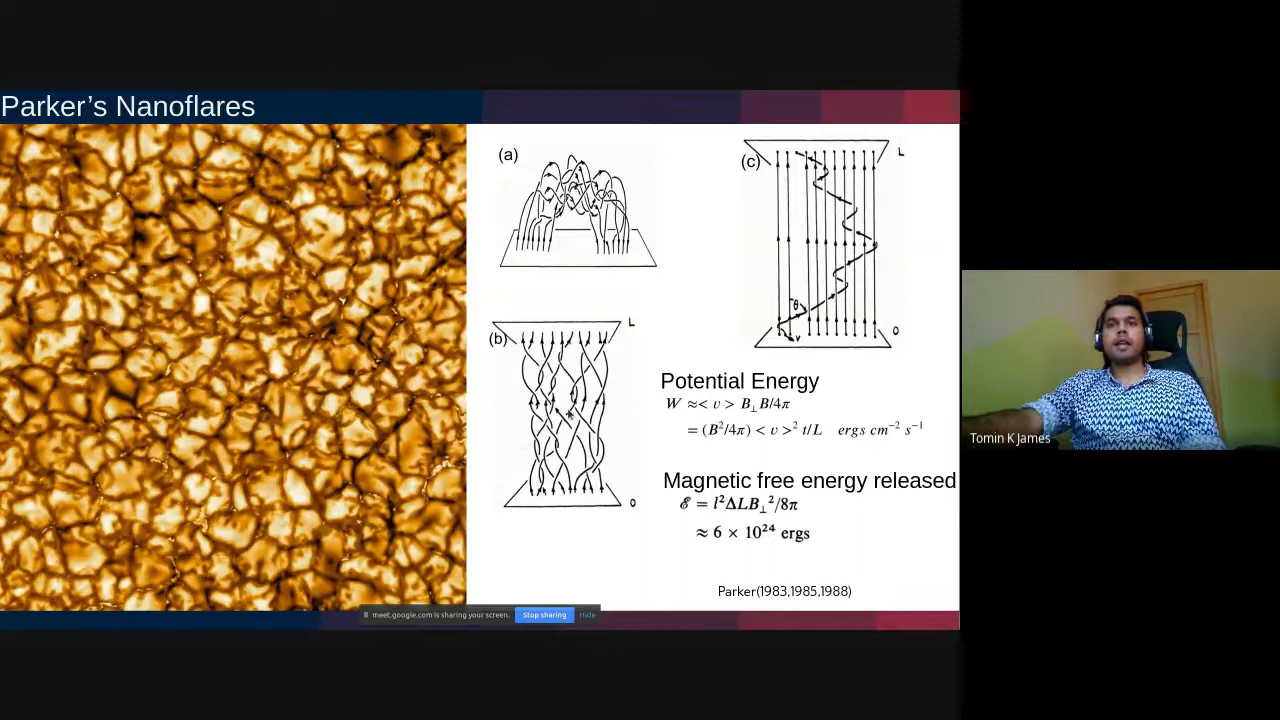 Parker’s Nanoflares
(a)
(b)
L
O
(c)
L
O
θ
v
Potential Energy
W ≈< υ > B⊥B/4π
= (B²/4π) < υ >² t/L ergs cm⁻² s⁻¹
Magnetic free energy released
ℰ = l²ΔLB⊥²/8π
≈ 6 × 10²⁴ ergs
Parker(1983,1985,1988)
meet.google.com is sharing your screen.
Stop sharing
Hide
Tomin K James